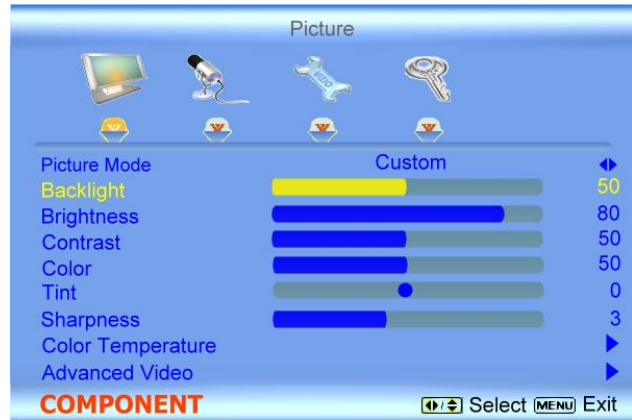 Picture
VIZIO
Picture Mode Custom
Backlight 50
Brightness 80
Contrast 50
Color 50
Tint 0
Sharpness 3
Color Temperature
Advanced Video
COMPONENT Select MENU Exit